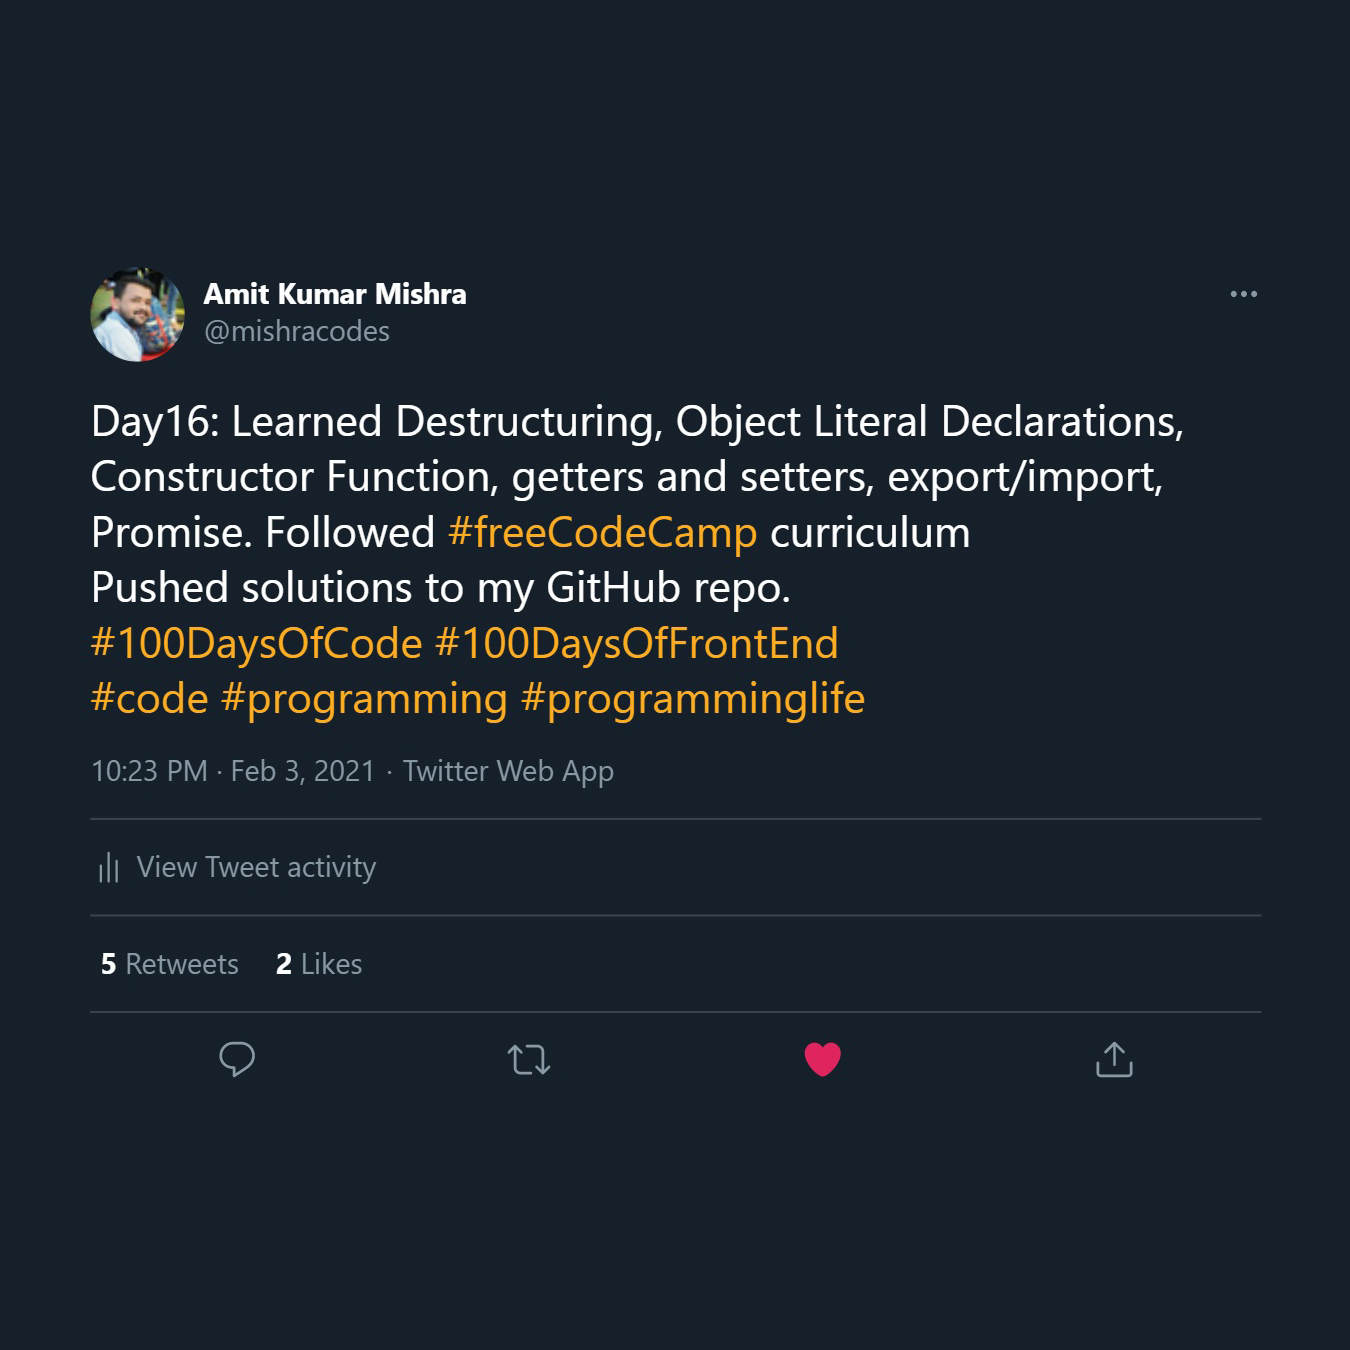 Amit Kumar Mishra
@mishracodes
Day16: Learned Destructuring, Object Literal Declarations,
Constructor Function, getters and setters, export/import,
Promise. Followed #freeCodeCamp curriculum
Pushed solutions to my GitHub repo.
#100DaysOfCode #100DaysOfFrontEnd
#code #programming #programminglife
10:23 PM · Feb 3, 2021 · Twitter Web App
View Tweet activity
5 Retweets 2 Likes